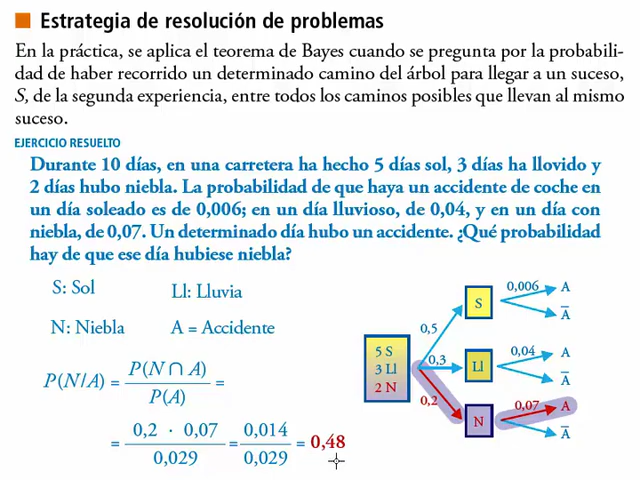 Estrategia de resolución de problemas
En la práctica, se aplica el teorema de Bayes cuando se pregunta por la probabili-
dad de haber recorrido un determinado camino del árbol para llegar a un suceso,
S, de la segunda experiencia, entre todos los caminos posibles que llevan al mismo
suceso.
EJERCICIO RESUELTO
Durante 10 días, en una carretera ha hecho 5 días sol, 3 días ha llovido y
2 días hubo niebla. La probabilidad de que haya un accidente de coche en
un día soleado es de 0,006; en un día lluvioso, de 0,04, y en un día con
niebla, de 0,07. Un determinado día hubo un accidente. ¿Qué probabilidad
hay de que ese día hubiese niebla?
S: Sol
Ll: Lluvia
N: Niebla
A = Accidente
P(N/A) = P(N ∩ A) / P(A) =
= 0,2 · 0,07 / 0,029 = 0,014 / 0,029 = 0,48
5 S
3 Ll
2 N
0,5
0,3
0,2
S
Ll
N
0,006
A
A̅
0,04
A
A̅
0,07
A
A̅